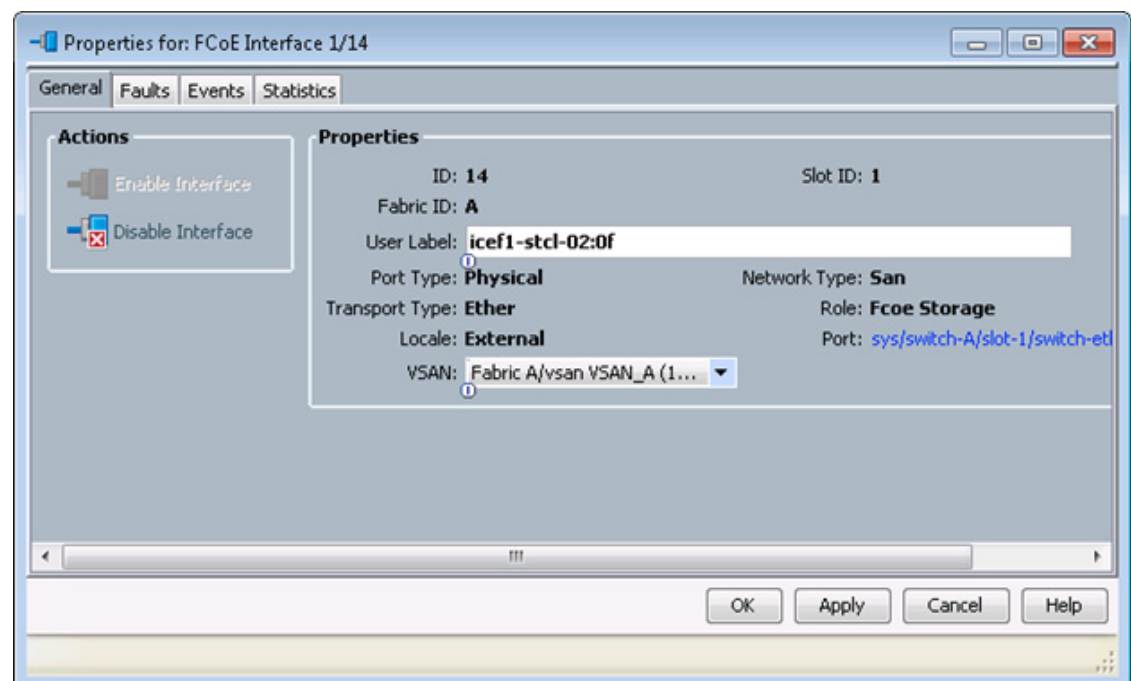 Properties for: FCoE Interface 1/14
General Faults Events Statistics
Actions
Enable Interface
Disable Interface
Properties
ID: 14 Slot ID: 1
Fabric ID: A
User Label: icef1-stcl-02:0f
Port Type: Physical Network Type: San
Transport Type: Ether Role: Fcoe Storage
Locale: External Port: sys/switch-A/slot-1/switch-etl
VSAN: Fabric A/vsan VSAN_A (1...
OK Apply Cancel Help